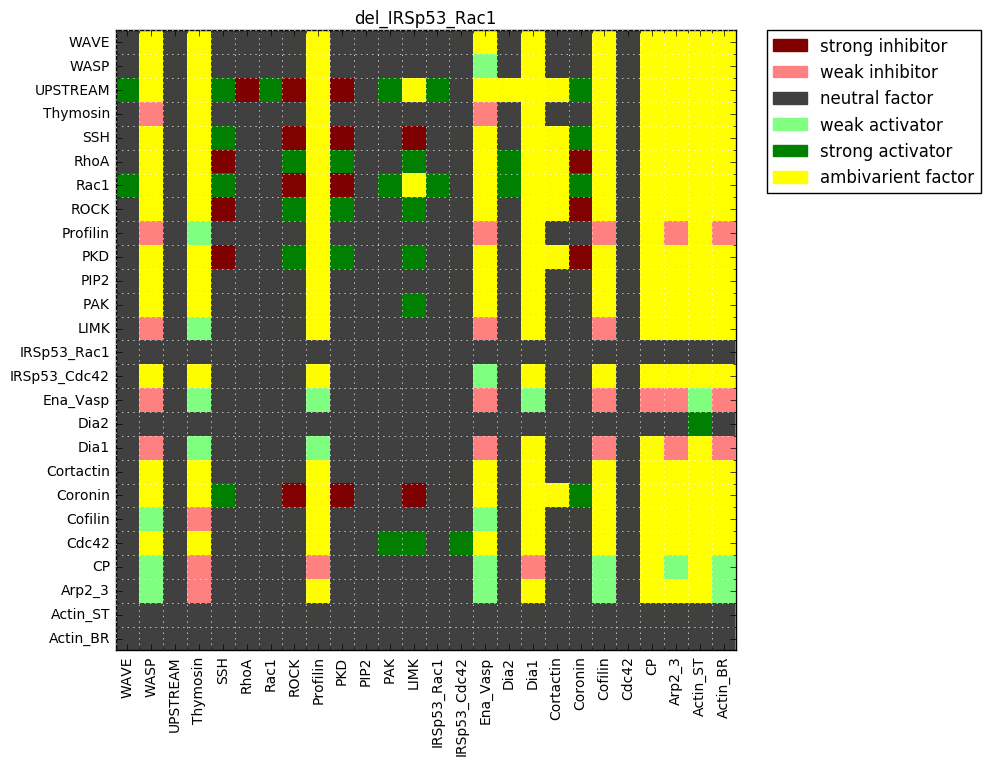 del_IRSp53_Rac1
strong inhibitor
weak inhibitor
neutral factor
weak activator
strong activator
ambivarient factor
WAVE
WASP
UPSTREAM
Thymosin
SSH
RhoA
Rac1
ROCK
Profilin
PKD
PIP2
PAK
LIMK
IRSp53_Rac1
IRSp53_Cdc42
Ena_Vasp
Dia2
Dia1
Cortactin
Coronin
Cofilin
Cdc42
CP
Arp2_3
Actin_ST
Actin_BR
WAVE
WASP
UPSTREAM
Thymosin
SSH
RhoA
Rac1
ROCK
Profilin
PKD
PIP2
PAK
LIMK
IRSp53_Rac1
IRSp53_Cdc42
Ena_Vasp
Dia2
Dia1
Cortactin
Coronin
Cofilin
Cdc42
CP
Arp2_3
Actin_ST
Actin_BR